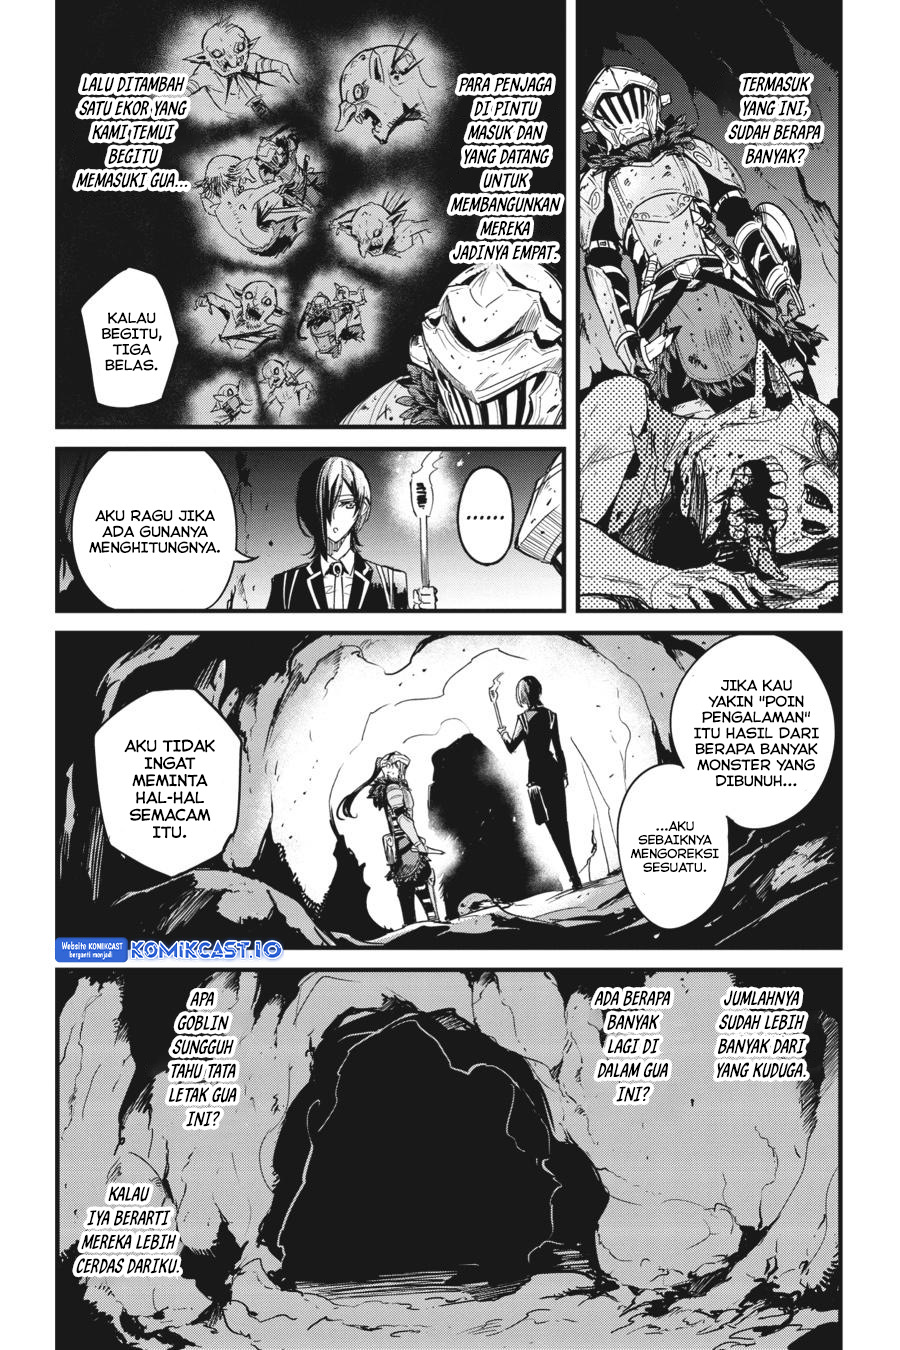 TERMASUK
YANG INI,
SUDAH BERAPA
BANYAK?
PARA PENJAGA
DI PINTU
MASUK DAN
YANG DATANG
UNTUK
MEMBANGUNKAN
MEREKA
JADINYA EMPAT.
LALU DITAMBAH
SATU EKOR YANG
KAMI TEMUI
BEGITU
MEMASUKI GUA...
KALAU
BEGITU,
TIGA
BELAS.
.......
AKU RAGU JIKA
ADA GUNANYA
MENGHITUNGNYA.
JIKA KAU
YAKIN "POIN
PENGALAMAN"
ITU HASIL DARI
BERAPA BANYAK
MONSTER YANG
DIBUNUH...
...AKU
SEBAIKNYA
MENGOREKSI
SESUATU.
AKU TIDAK
INGAT
MEMINTA
HAL-HAL
SEMACAM
ITU.
Website KOMIKCAST
berganti menjadi
KOMIKCAST.IO
JUMLAHNYA
SUDAH LEBIH
BANYAK DARI
YANG KUDUGA.
ADA BERAPA
BANYAK
LAGI DI
DALAM GUA
INI?
APA
GOBLIN
SUNGGUH
TAHU TATA
LETAK GUA
INI?
KALAU
IYA BERARTI
MEREKA LEBIH
CERDAS DARIKU.